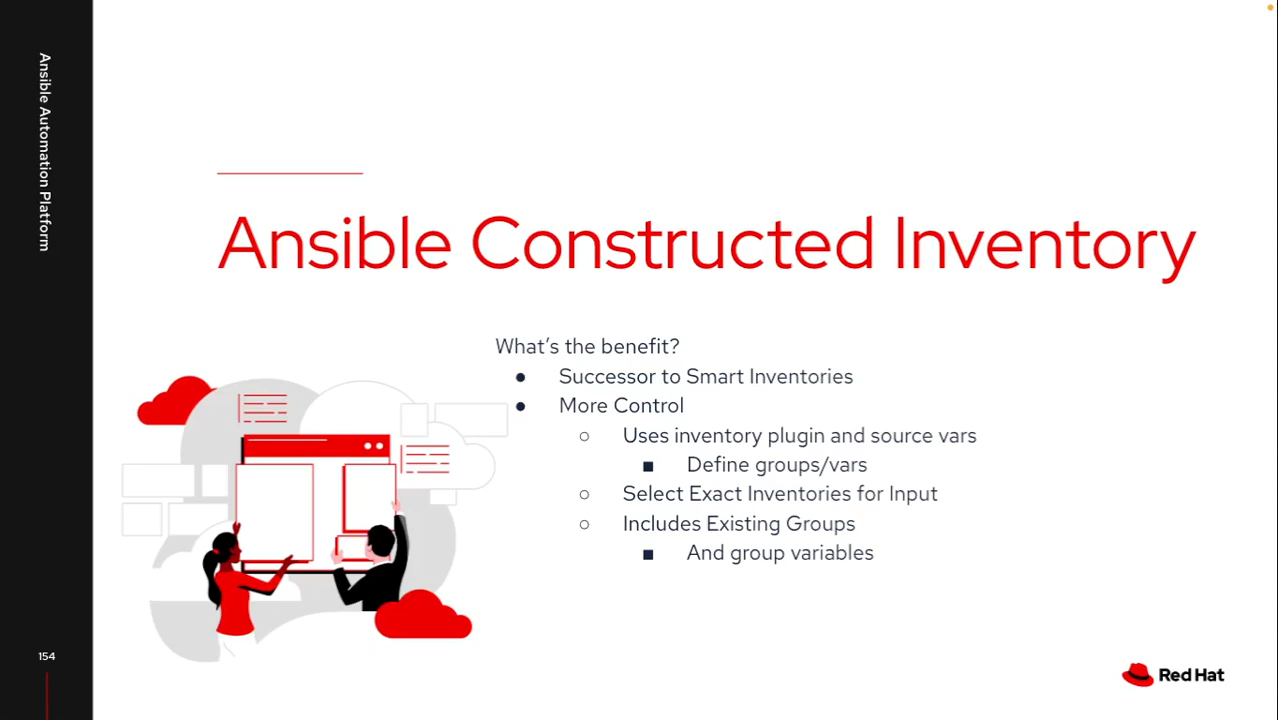 Ansible Automation Platform
Ansible Constructed Inventory
What's the benefit?
● Successor to Smart Inventories
● More Control
○ Uses inventory plugin and source vars
■ Define groups/vars
○ Select Exact Inventories for Input
○ Includes Existing Groups
■ And group variables
154
Red Hat